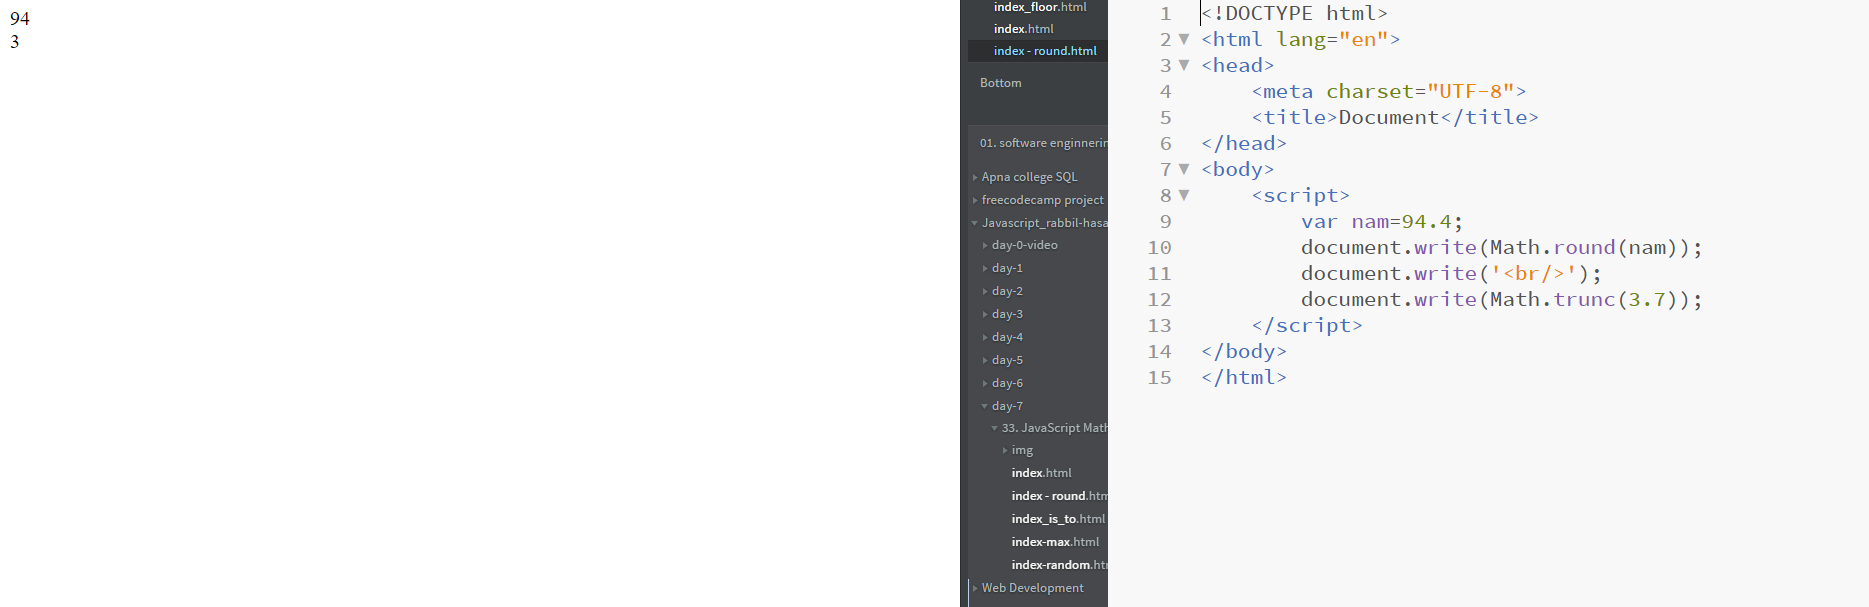 94
3
index_floor.html
index.html
index - round.html
Bottom
01. software enginnerin
Apna college SQL
freecodecamp project
Javascript_rabbil-hasa
day-0-video
day-1
day-2
day-3
day-4
day-5
day-6
day-7
33. JavaScript Math
img
index.html
index - round.htm
index_is_to.html
index-max.html
index-random.htm
Web Development
1 <!DOCTYPE html>
2 <html lang="en">
3 <head>
4 <meta charset="UTF-8">
5 <title>Document</title>
6 </head>
7 <body>
8 <script>
9 var nam=94.4;
10 document.write(Math.round(nam));
11 document.write('<br/>');
12 document.write(Math.trunc(3.7));
13 </script>
14 </body>
15 </html>